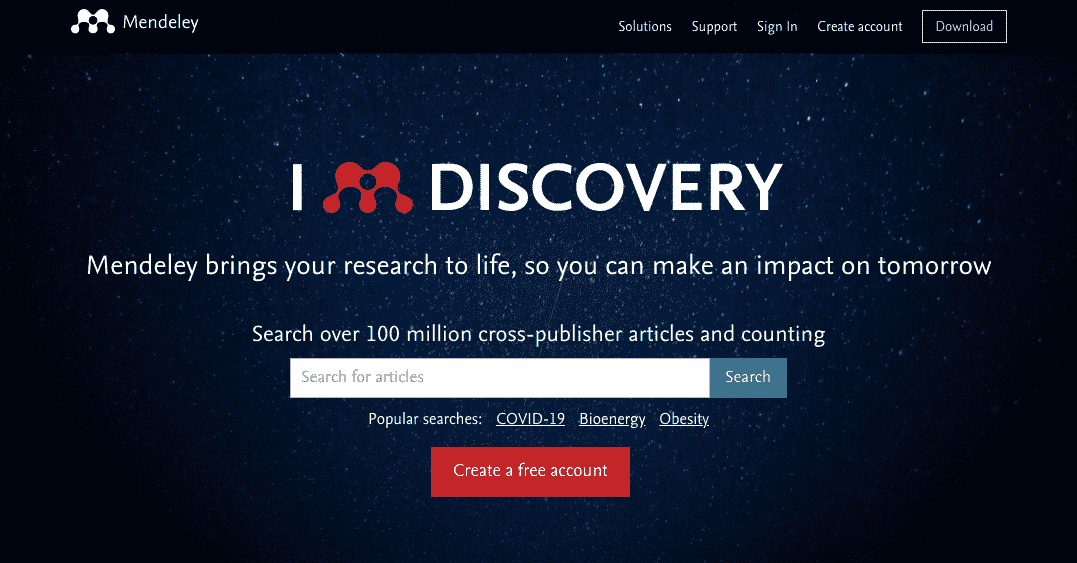 Mendeley
Solutions Support Sign In Create account Download
I DISCOVERY
Mendeley brings your research to life, so you can make an impact on tomorrow
Search over 100 million cross-publisher articles and counting
Search for articles Search
Popular searches: COVID-19 Bioenergy Obesity
Create a free account